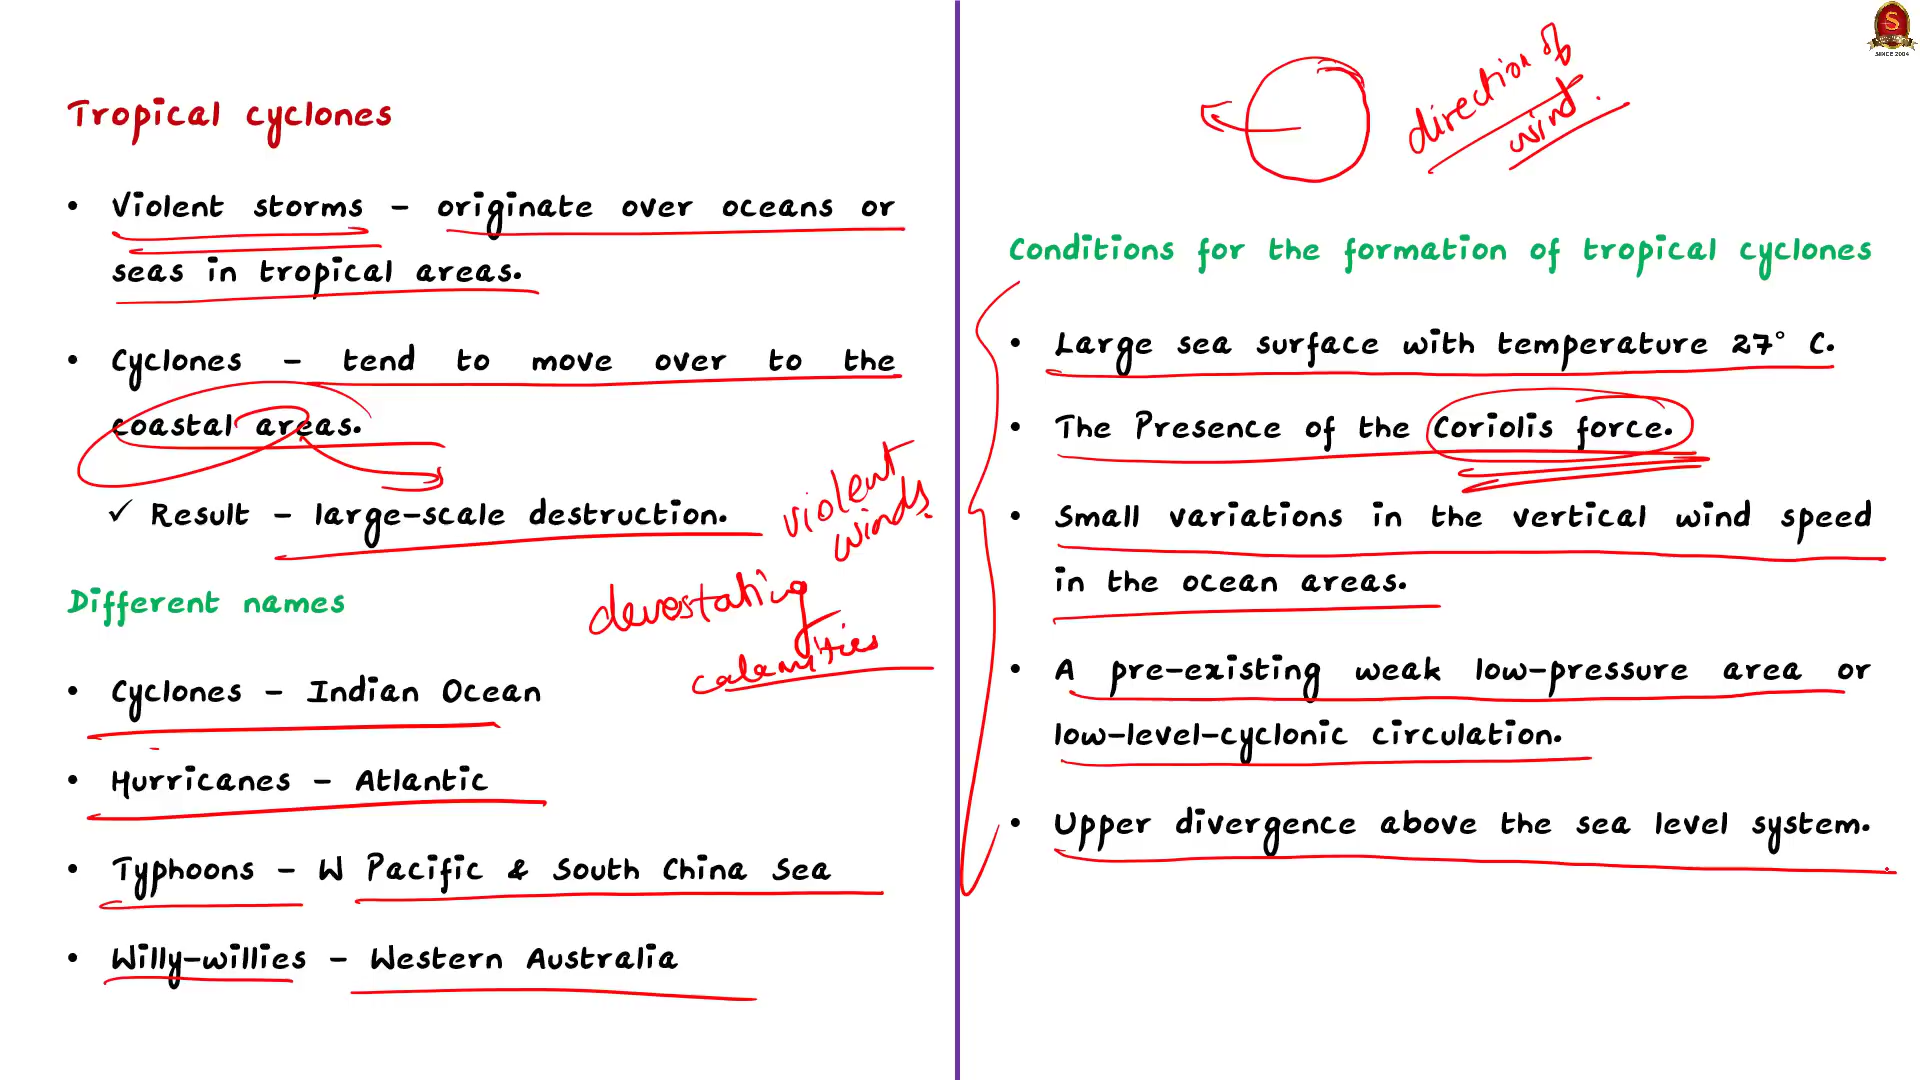 Tropical cyclones
• Violent storms – originate over oceans or
seas in tropical areas.
• Cyclones – tend to move over to the
coastal areas.
✓ Result – large-scale destruction.
violent
winds.
devastating
calamities
Different names
• Cyclones – Indian Ocean
• Hurricanes – Atlantic
• Typhoons – W Pacific & South China Sea
• Willy-willies – Western Australia
S
SINCE 2004
direction of
wind.
Conditions for the formation of tropical cyclones
• Large sea surface with temperature 27° C.
• The Presence of the Coriolis force.
• Small variations in the vertical wind speed
in the ocean areas.
• A pre-existing weak low-pressure area or
low-level-cyclonic circulation.
• Upper divergence above the sea level system.